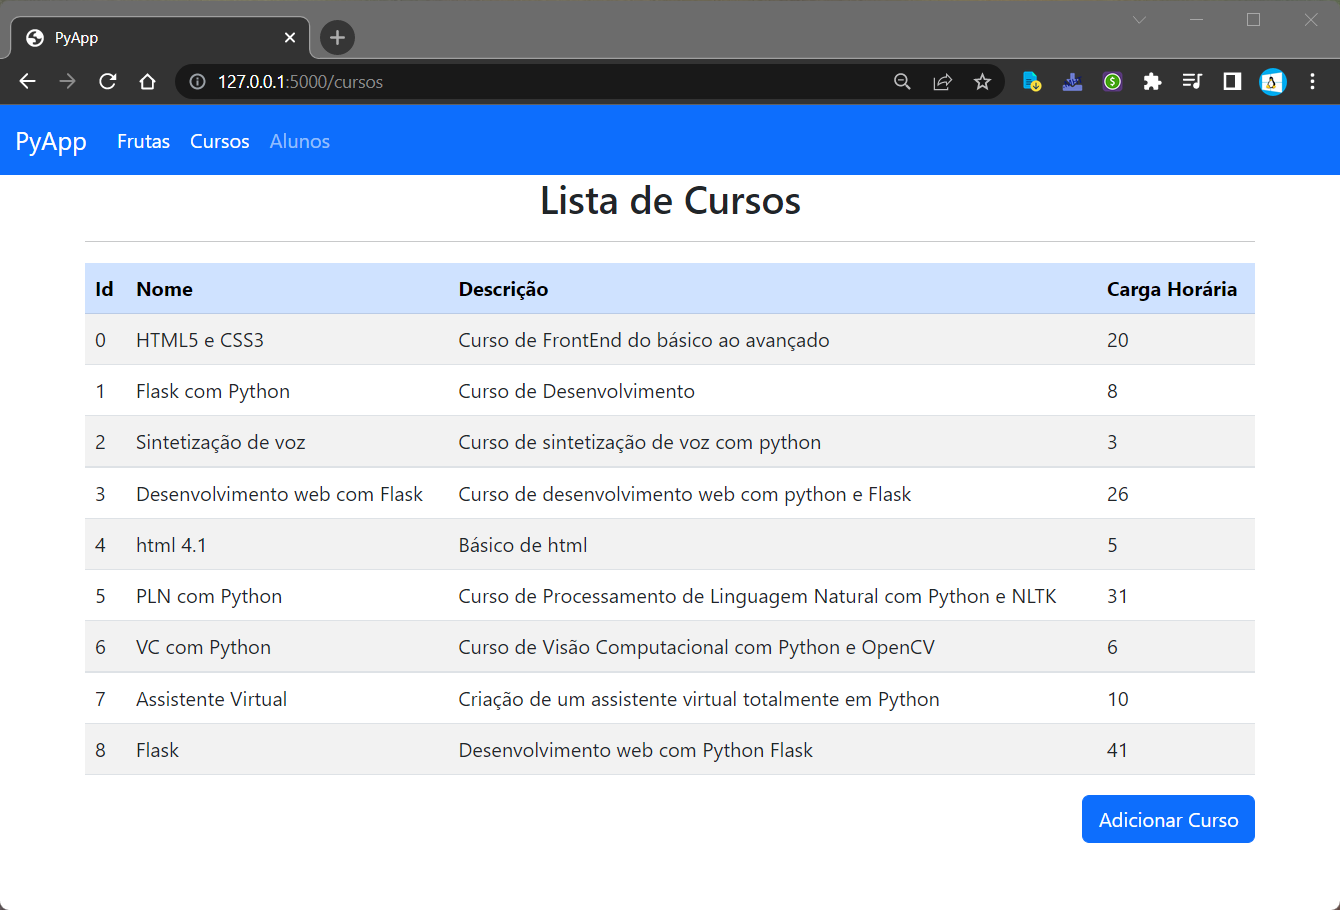 PyApp
127.0.0.1:5000/cursos
PyApp Frutas Cursos Alunos
Lista de Cursos
Id Nome Descrição Carga Horária
0 HTML5 e CSS3 Curso de FrontEnd do básico ao avançado 20
1 Flask com Python Curso de Desenvolvimento 8
2 Sintetização de voz Curso de sintetização de voz com python 3
3 Desenvolvimento web com Flask Curso de desenvolvimento web com python e Flask 26
4 html 4.1 Básico de html 5
5 PLN com Python Curso de Processamento de Linguagem Natural com Python e NLTK 31
6 VC com Python Curso de Visão Computacional com Python e OpenCV 6
7 Assistente Virtual Criação de um assistente virtual totalmente em Python 10
8 Flask Desenvolvimento web com Python Flask 41
Adicionar Curso